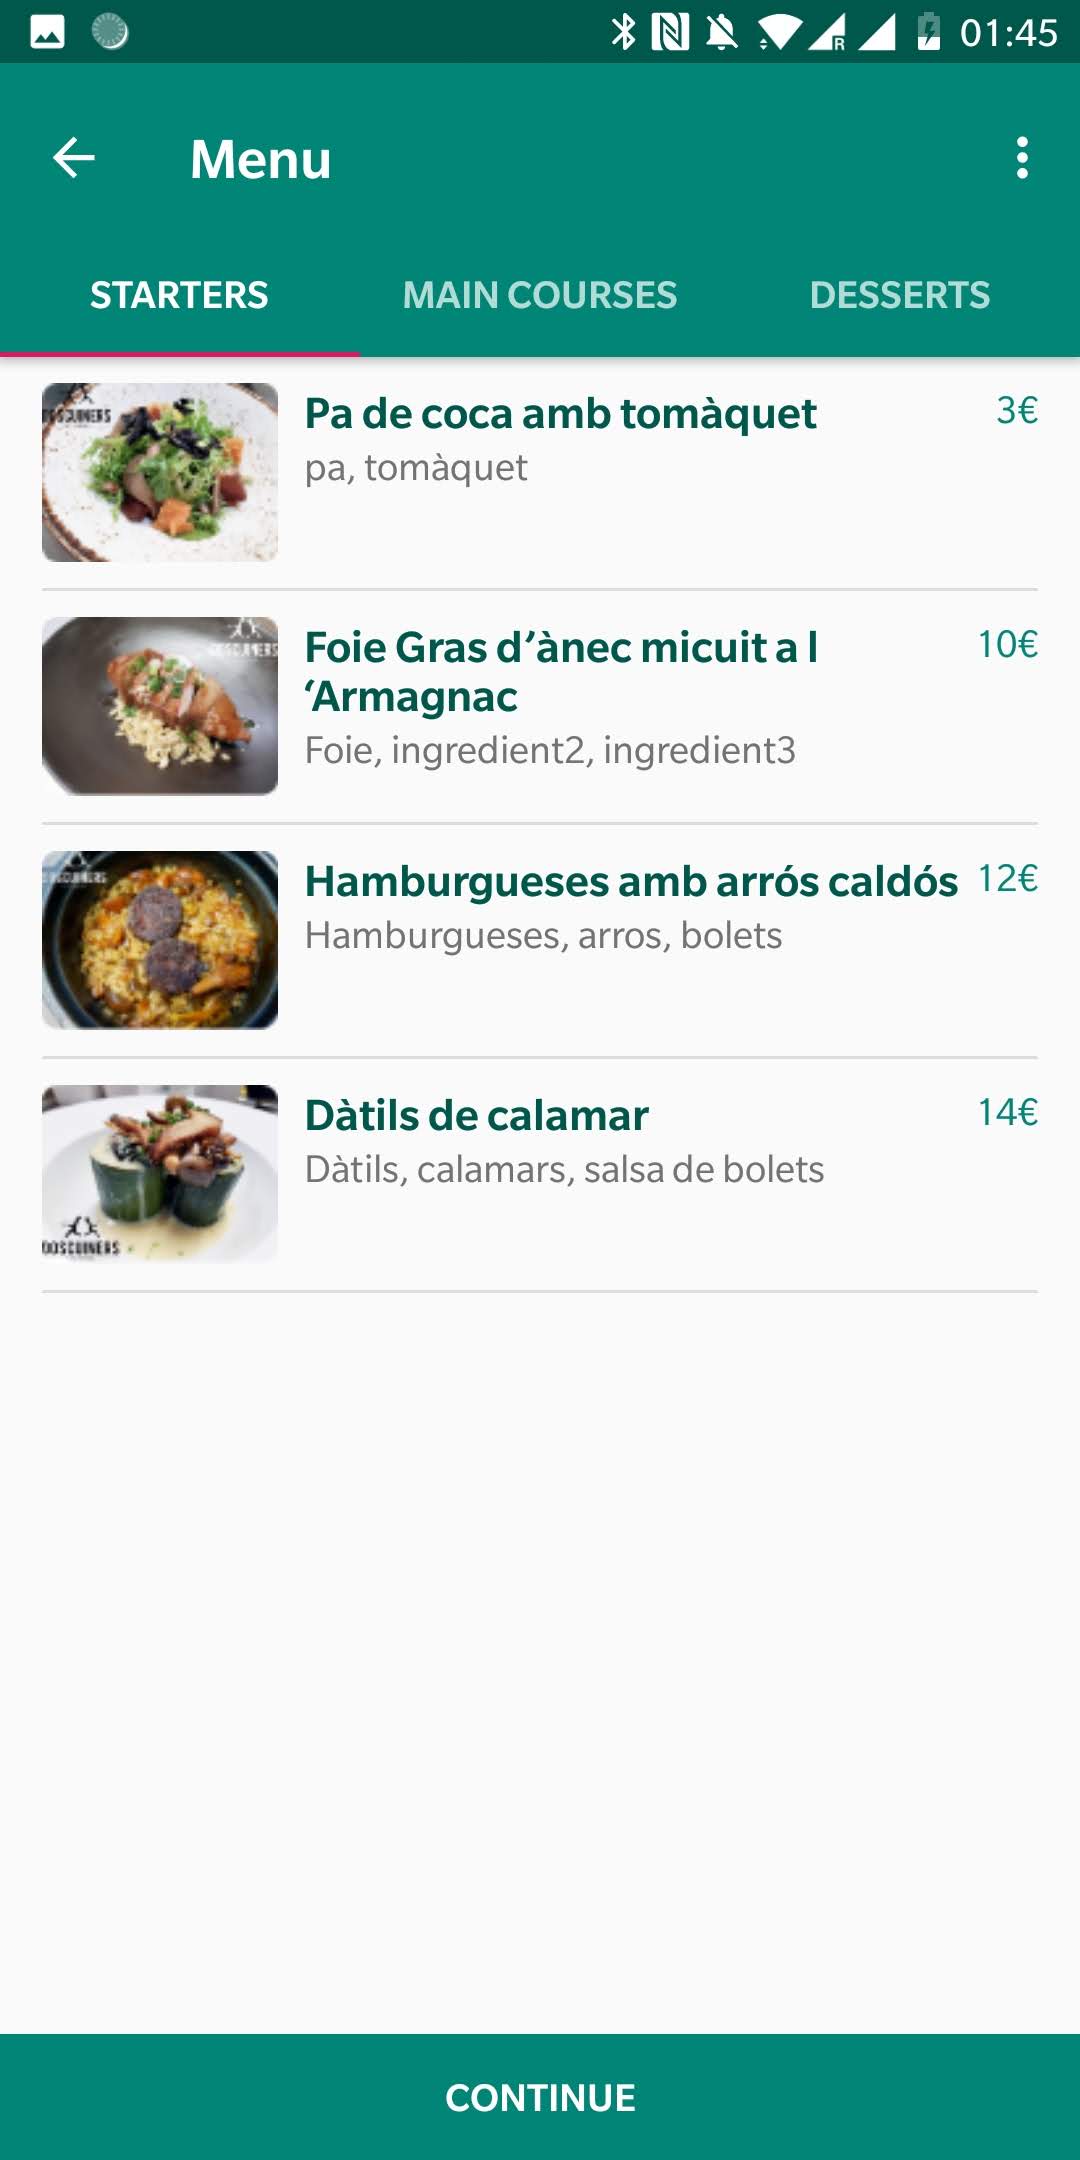 01:45
Menu
STARTERS
MAIN COURSES
DESSERTS
Pa de coca amb tomàquet
3€
pa, tomàquet
Foie Gras d’ànec micuit a l
10€
‘Armagnac
Foie, ingredient2, ingredient3
Hamburgueses amb arrós caldós
12€
Hamburgueses, arros, bolets
Dàtils de calamar
14€
Dàtils, calamars, salsa de bolets
DOSCUINERS
CONTINUE